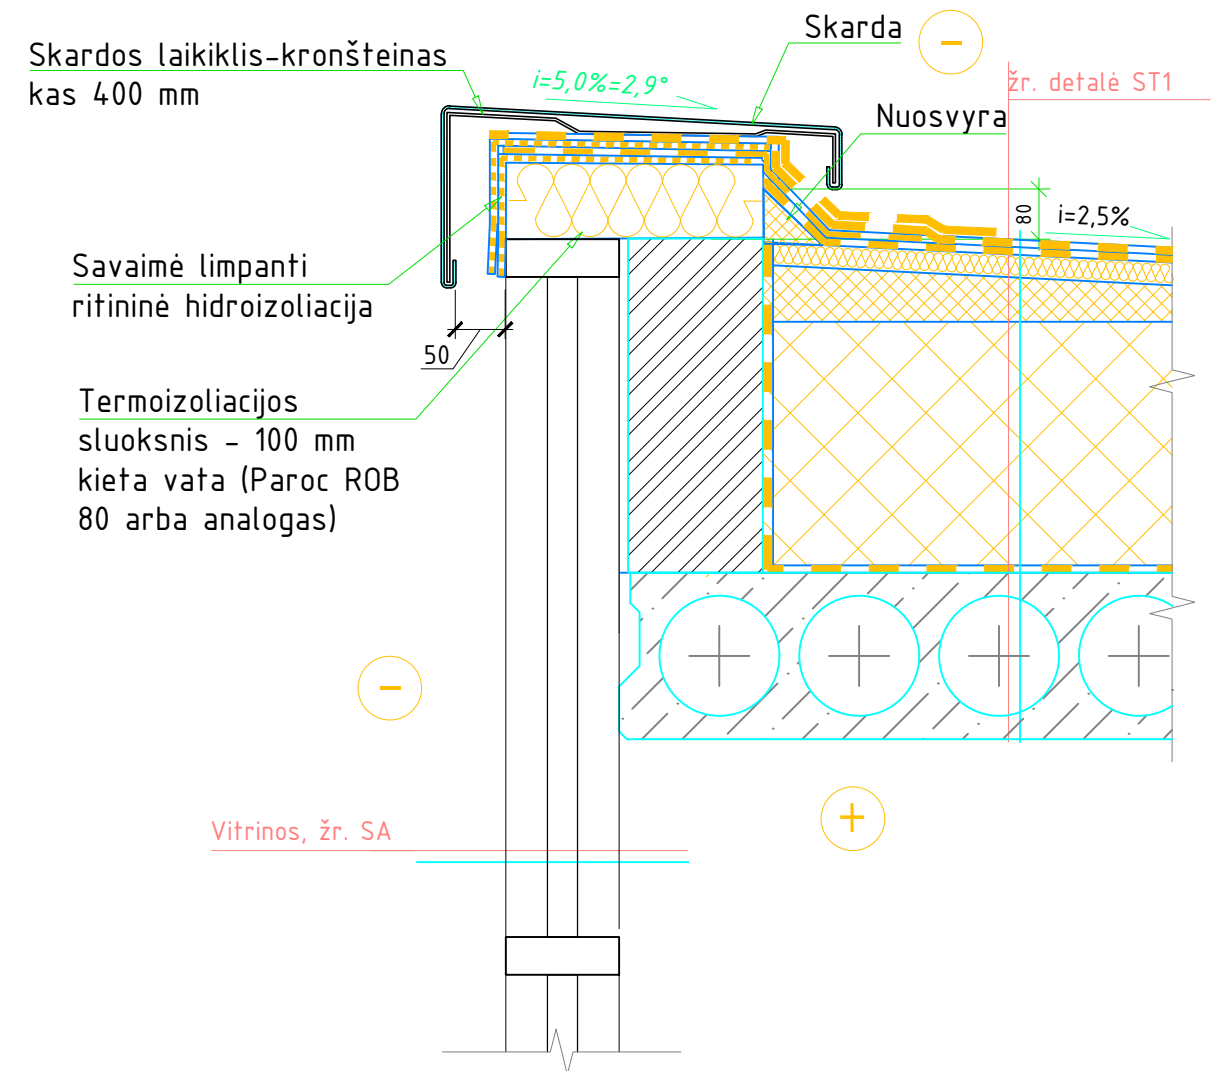 Skardos laikiklis-kronšteinas
kas 400 mm
i=5,0%=2,9°
Skarda
-
žr. detalė ST1
Nuosvyra
80
i=2,5%
Savaimė limpanti
ritininė hidroizoliacija
50
Termoizoliacijos
sluoksnis - 100 mm
kieta vata (Paroc ROB
80 arba analogas)
-
+
Vitrinos, žr. SA